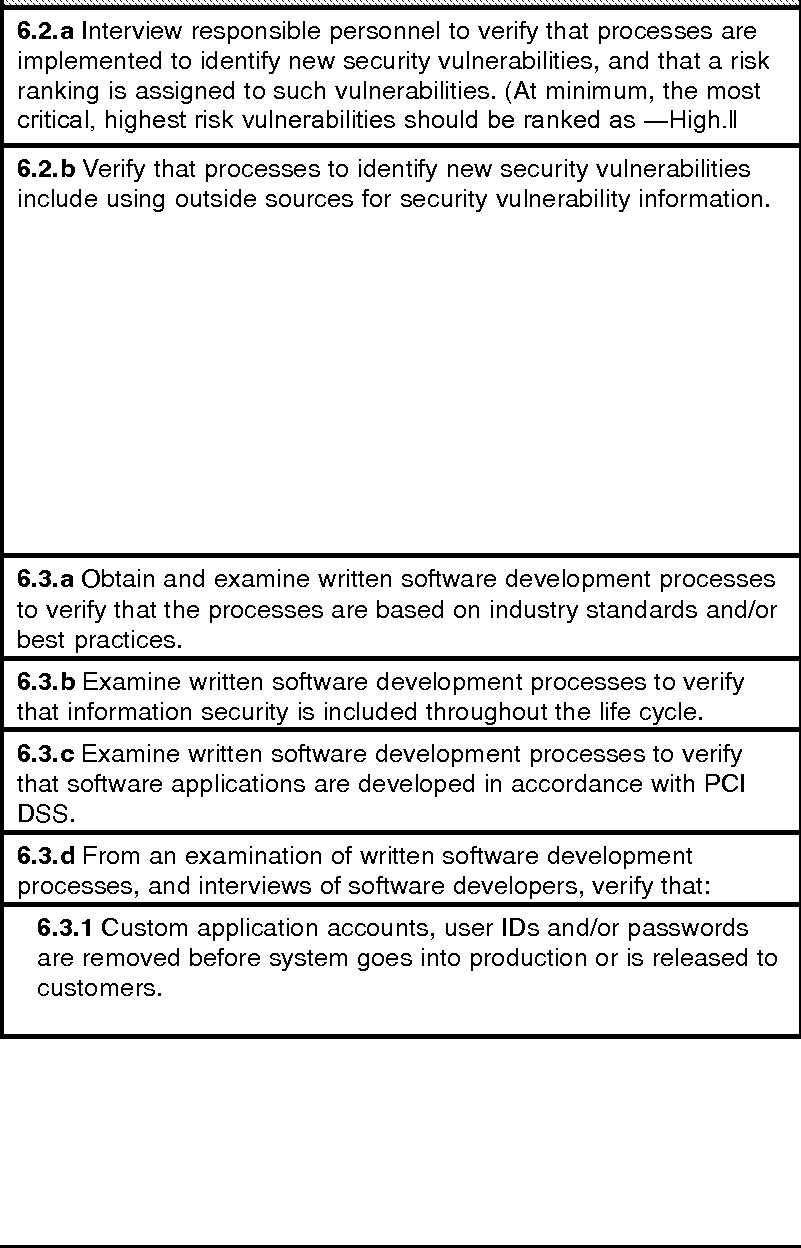 6.2.a Interview responsible personnel to verify that processes are
implemented to identify new security vulnerabilities, and that a risk
ranking is assigned to such vulnerabilities. (At minimum, the most
critical, highest risk vulnerabilities should be ranked as ―High.‖
6.2.b Verify that processes to identify new security vulnerabilities
include using outside sources for security vulnerability information.
6.3.a Obtain and examine written software development processes
to verify that the processes are based on industry standards and/or
best practices.
6.3.b Examine written software development processes to verify
that information security is included throughout the life cycle.
6.3.c Examine written software development processes to verify
that software applications are developed in accordance with PCI
DSS.
6.3.d From an examination of written software development
processes, and interviews of software developers, verify that:
6.3.1 Custom application accounts, user IDs and/or passwords
are removed before system goes into production or is released to
customers.